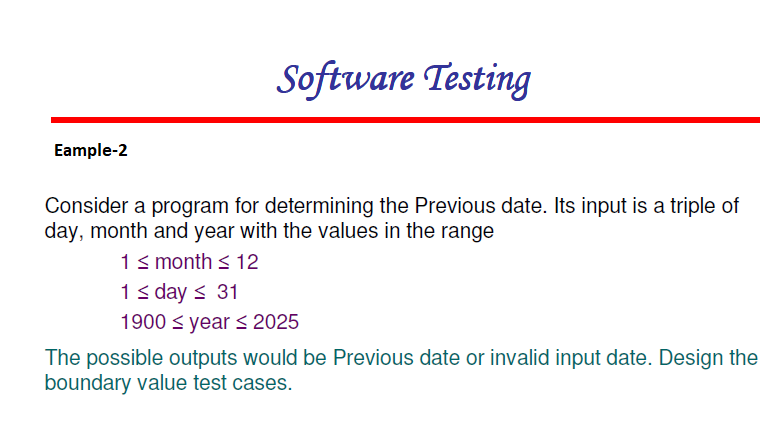 Software Testing
Eample-2
Consider a program for determining the Previous date. Its input is a triple of
day, month and year with the values in the range
1 ≤ month ≤ 12
1 ≤ day ≤ 31
1900 ≤ year ≤ 2025
The possible outputs would be Previous date or invalid input date. Design the
boundary value test cases.